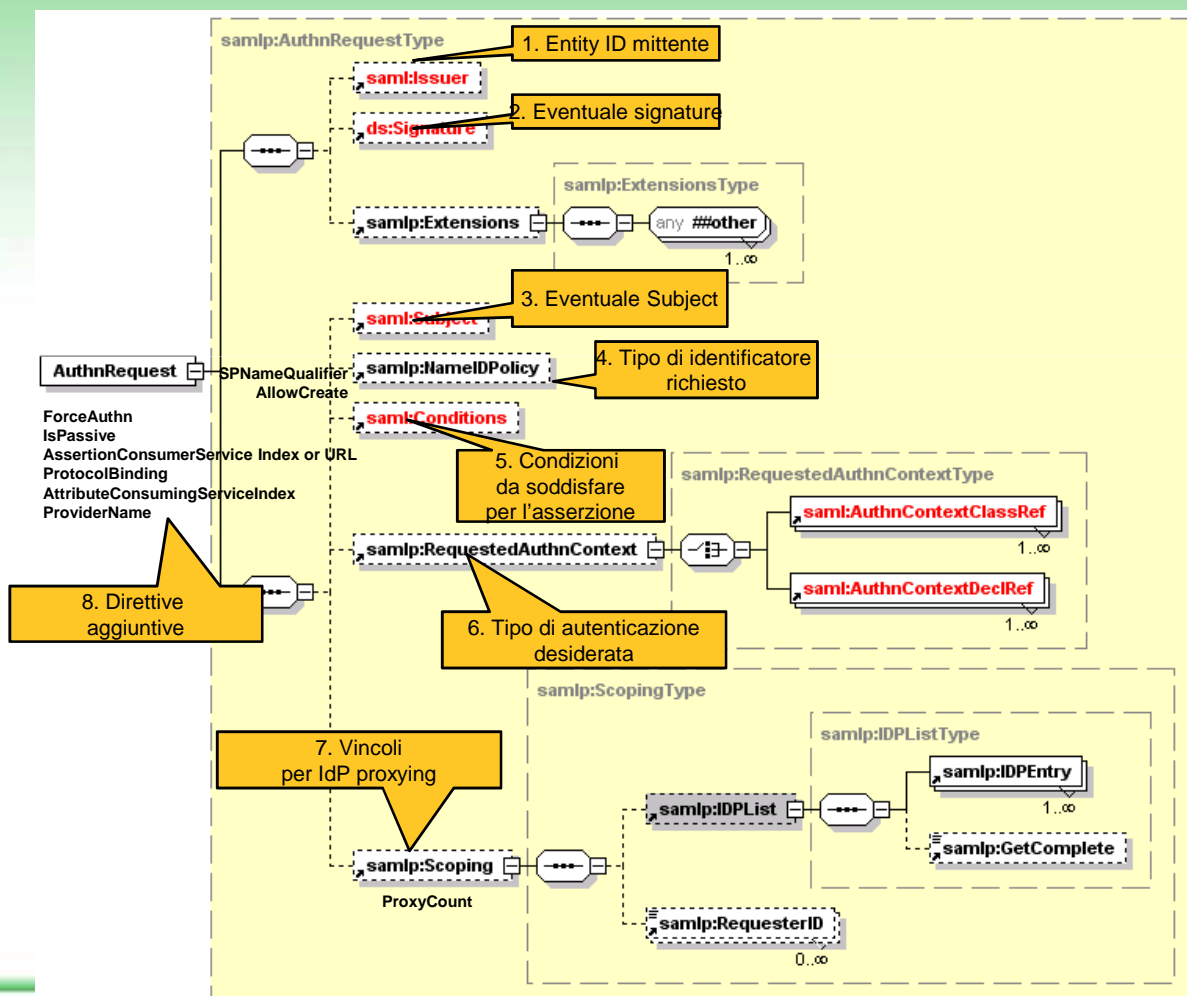 samlp:AuthnRequestType
1. Entity ID mittente
saml:Issuer
2. Eventuale signature
ds:Signature
samlp:ExtensionsType
samlp:Extensions
any ##other
1..∞
3. Eventuale Subject
saml:Subject
4. Tipo di identificatore
richiesto
AuthnRequest
SPNameQualifier
AllowCreate
samlp:NameIDPolicy
saml:Conditions
ForceAuthn
IsPassive
AssertionConsumerService Index or URL
ProtocolBinding
AttributeConsumingServiceIndex
ProviderName
5. Condizioni
da soddisfare
per l'asserzione
samlp:RequestedAuthnContextType
saml:AuthnContextClassRef
1..∞
samlp:RequestedAuthnContext
saml:AuthnContextDeclRef
1..∞
8. Direttive
aggiuntive
6. Tipo di autenticazione
desiderata
samlp:ScopingType
samlp:IDPListType
7. Vincoli
per IdP proxying
samlp:IDPEntry
1..∞
samlp:IDPList
samlp:GetComplete
samlp:Scoping
ProxyCount
samlp:RequesterID
0..∞